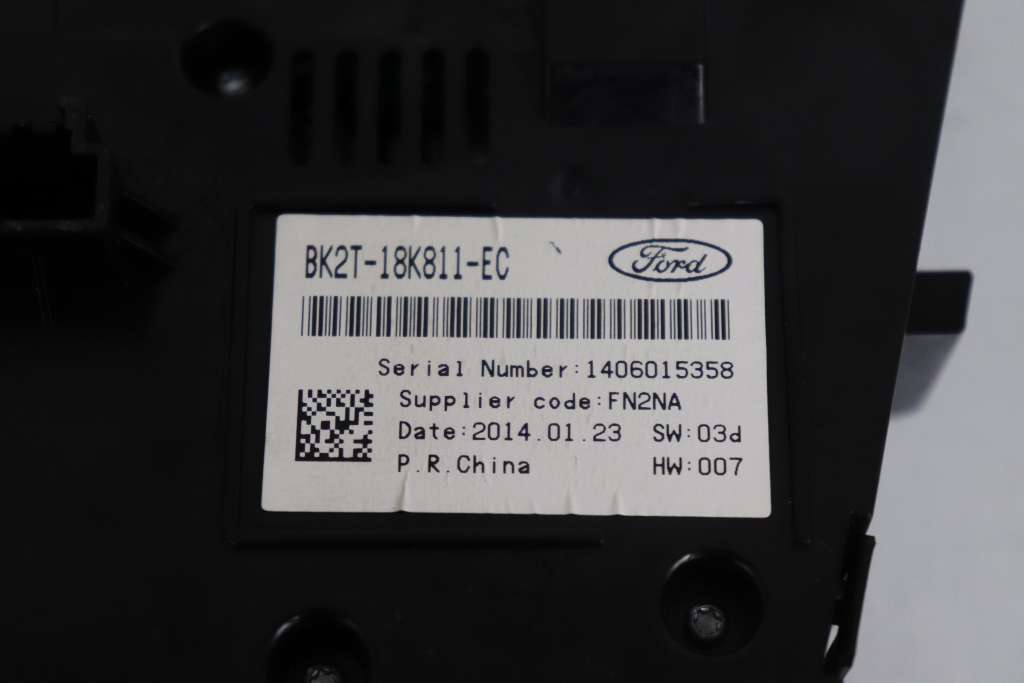 BK2T-18K811-EC
Ford
Serial Number:1406015358
Supplier code:FN2NA
Date:2014.01.23 SW:03d
P.R.China HW:007